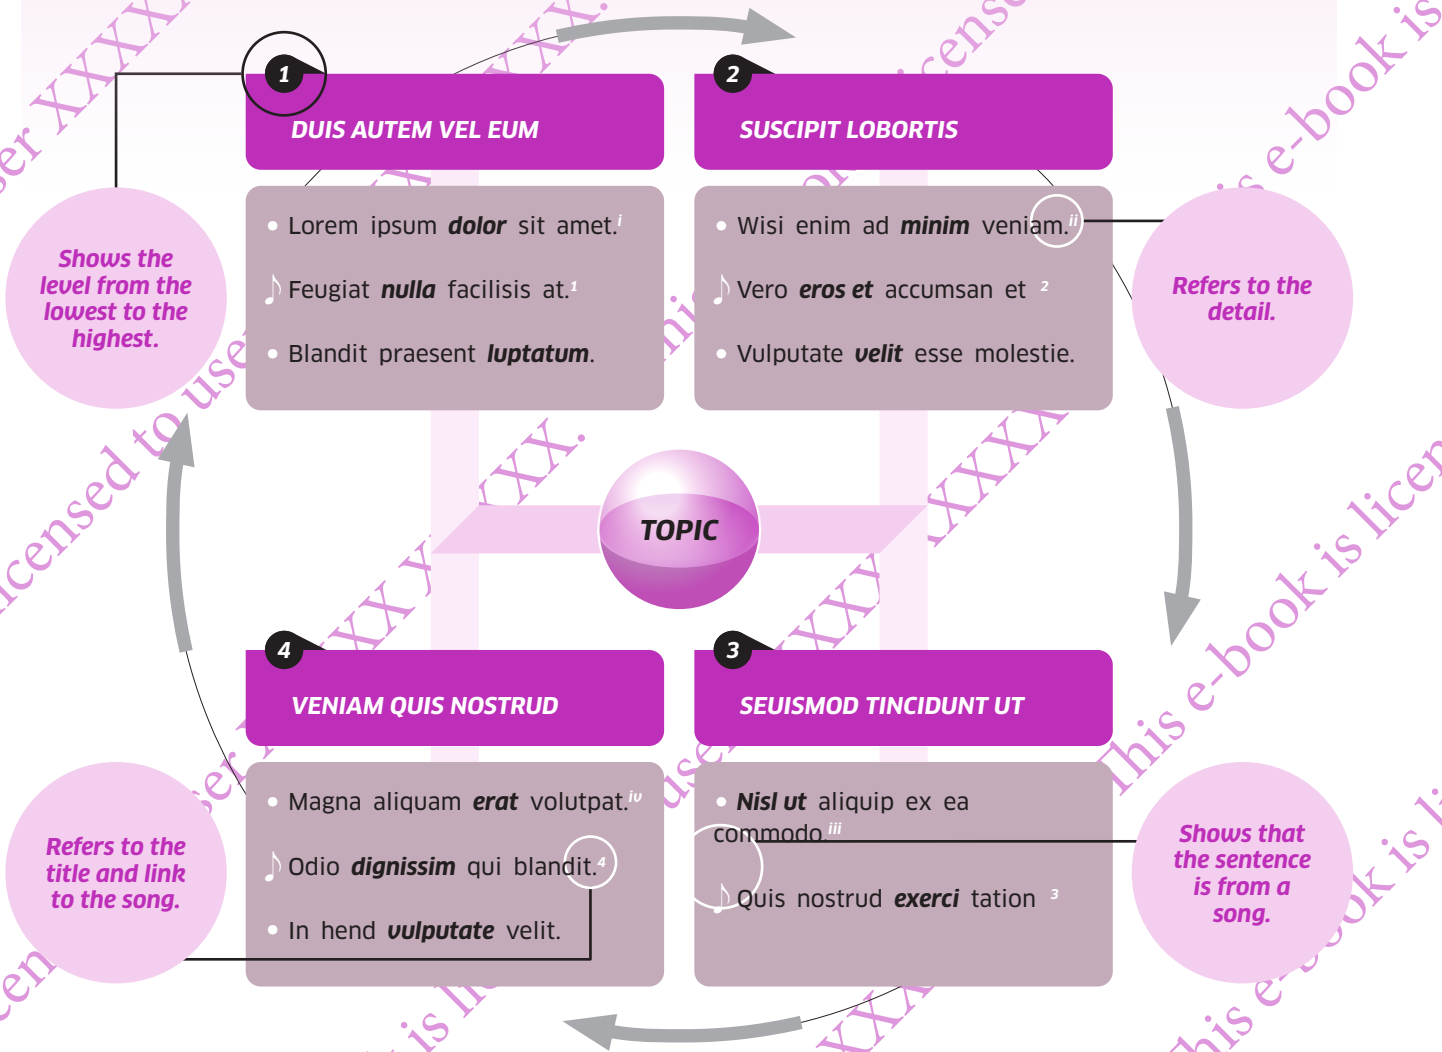 1
DUIS AUTEM VEL EUM
• Lorem ipsum dolor sit amet.i
♪ Feugiat nulla facilisis at.1
• Blandit praesent luptatum.
2
SUSCIPIT LOBORTIS
• Wisi enim ad minim veniam.ii
♪ Vero eros et accumsan et 2
• Vulputate velit esse molestie.
Shows the
level from the
lowest to the
highest.
Refers to the
detail.
TOPIC
4
VENIAM QUIS NOSTRUD
• Magna aliquam erat volutpat.iv
♪ Odio dignissim qui blandit.4
• In hend vulputate velit.
3
SEUISMOD TINCIDUNT UT
• Nisl ut aliquip ex ea
commodo.iii
♪ Quis nostrud exerci tation 3
Refers to the
title and link
to the song.
Shows that
the sentence
is from a
song.
This e-book is licen